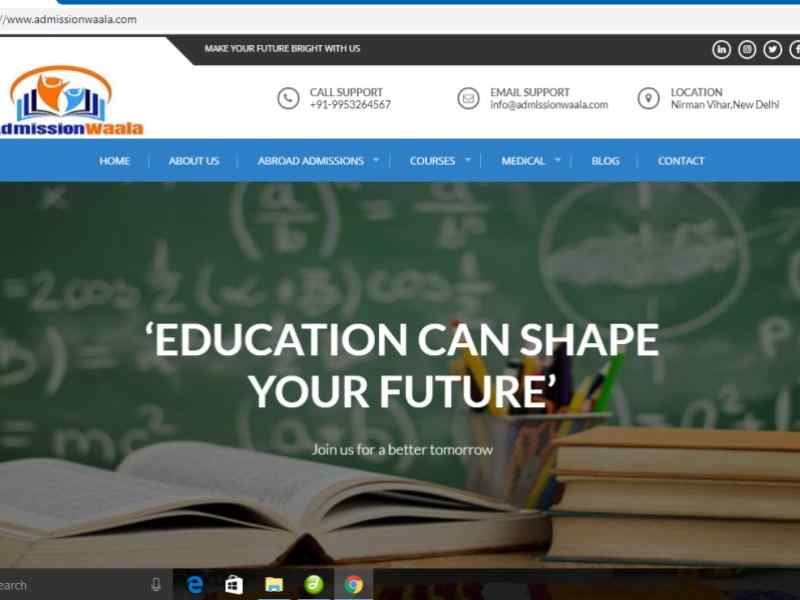 //www.admissionwaala.com
MAKE YOUR FUTURE BRIGHT WITH US
in
CALL SUPPORT
+91-9953264567
EMAIL SUPPORT
info@admissionwaala.com
LOCATION
Nirman Vihar,New Delhi
dmissionWaala
HOME
ABOUT US
ABROAD ADMISSIONS
COURSES
MEDICAL
BLOG
CONTACT
‘EDUCATION CAN SHAPE
YOUR FUTURE’
Join us for a better tomorrow
earch